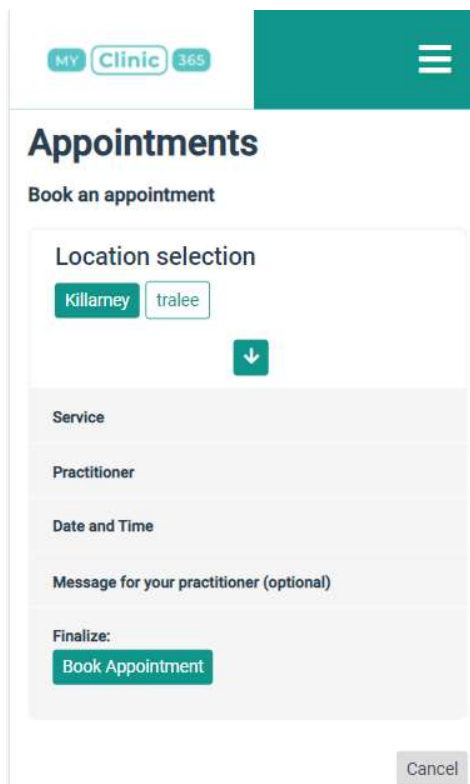 MY Clinic 365
Appointments
Book an appointment
Location selection
Killarney tralee
Service
Practitioner
Date and Time
Message for your practitioner (optional)
Finalize:
Book Appointment
Cancel